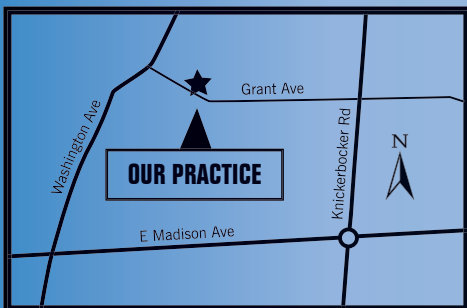 Grant Ave
Washington Ave
Knickerbocker Rd
N
OUR PRACTICE
E Madison Ave